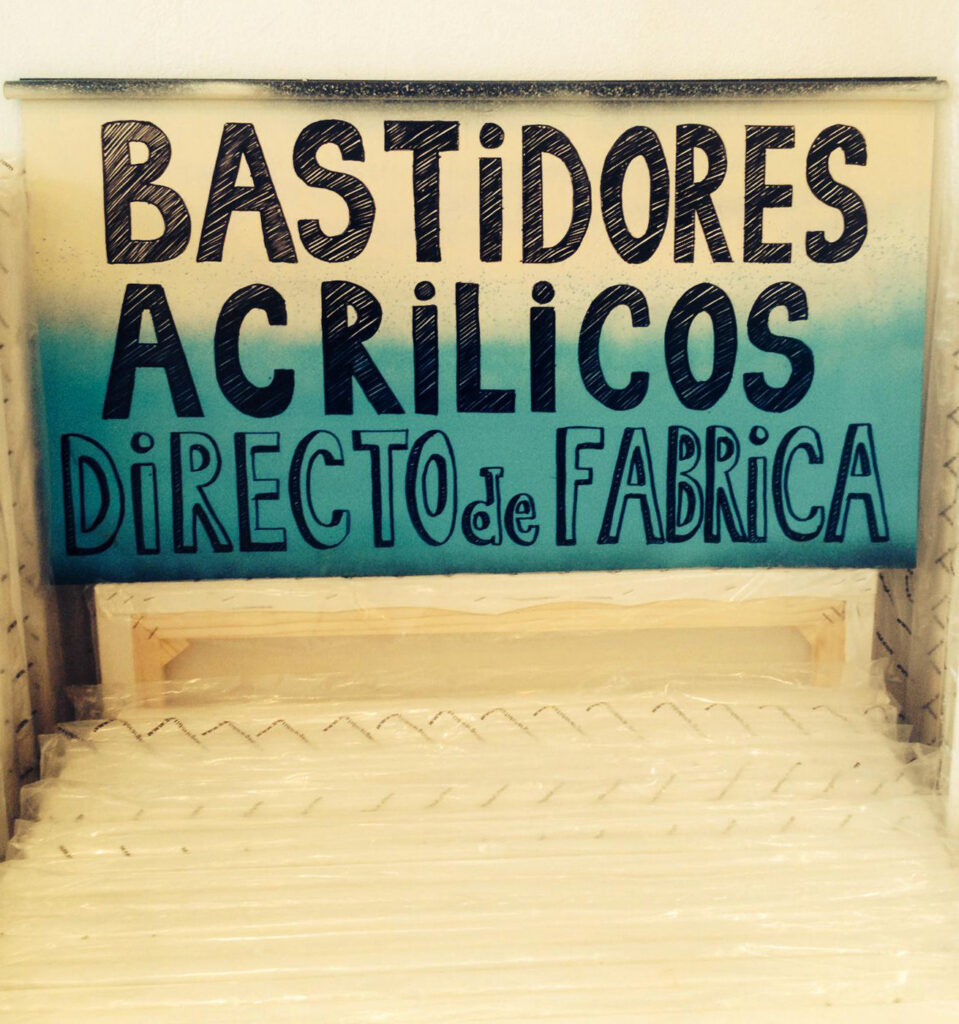 BASTiDORES
ACRiLiCOS
DiRECTO de FABRiCA